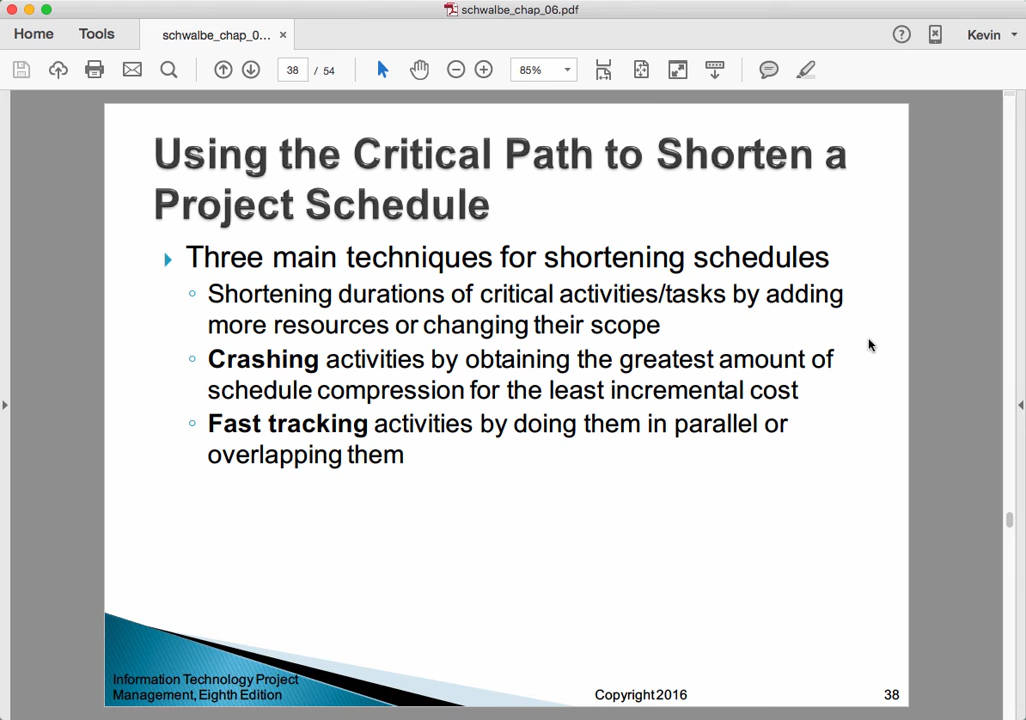 schwalbe_chap_06.pdf
Home Tools schwalbe_chap_0... × ? Kevin
38 / 54 85%
Using the Critical Path to Shorten a
Project Schedule
Three main techniques for shortening schedules
Shortening durations of critical activities/tasks by adding
more resources or changing their scope
Crashing activities by obtaining the greatest amount of
schedule compression for the least incremental cost
Fast tracking activities by doing them in parallel or
overlapping them
Information Technology Project
Management, Eighth Edition
Copyright 2016
38